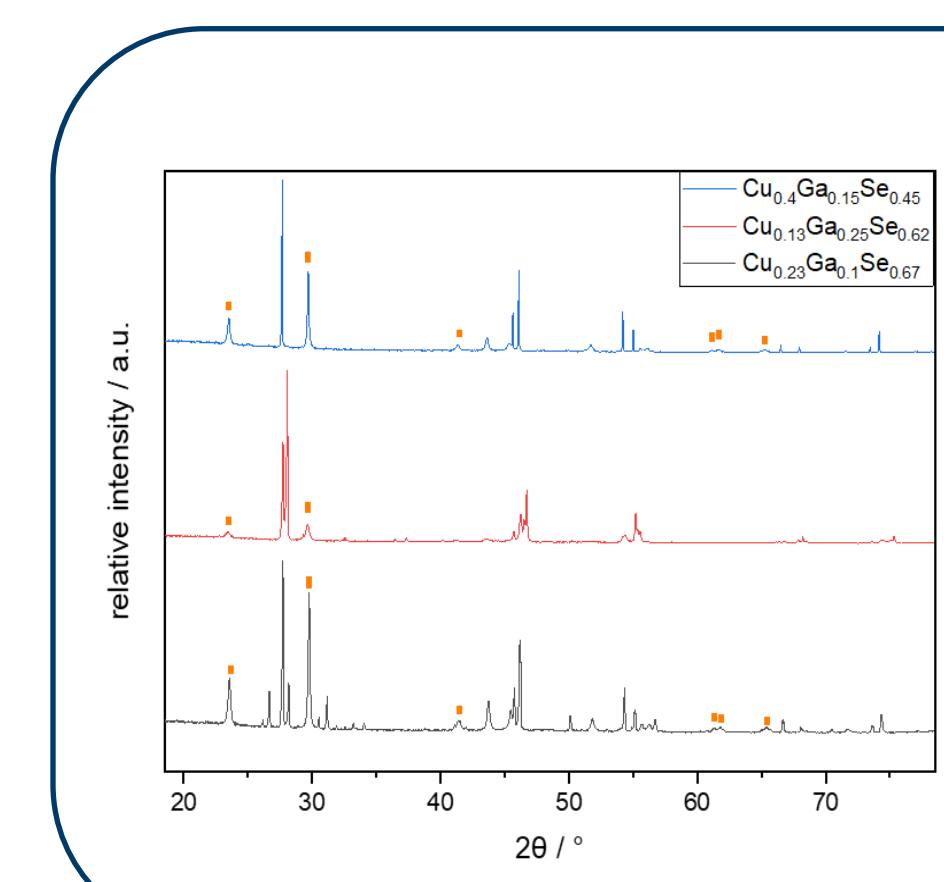 Cu₀.₄Ga₀.₁₅Se₀.₄₅
Cu₀.₁₃Ga₀.₂₅Se₀.₆₂
Cu₀.₂₃Ga₀.₁Se₀.₆₇
relative intensity / a.u.
20 30 40 50 60 70
2θ / °